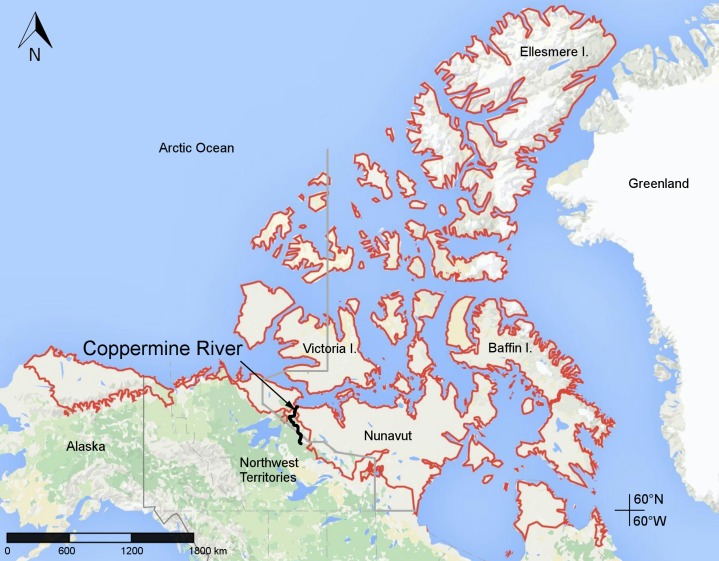 N
Ellesmere I.
Arctic Ocean
Greenland
Coppermine River
Victoria I.
Baffin I.
Nunavut
Alaska
Northwest
Territories
60°N
60°W
0 600 1200 1800 km